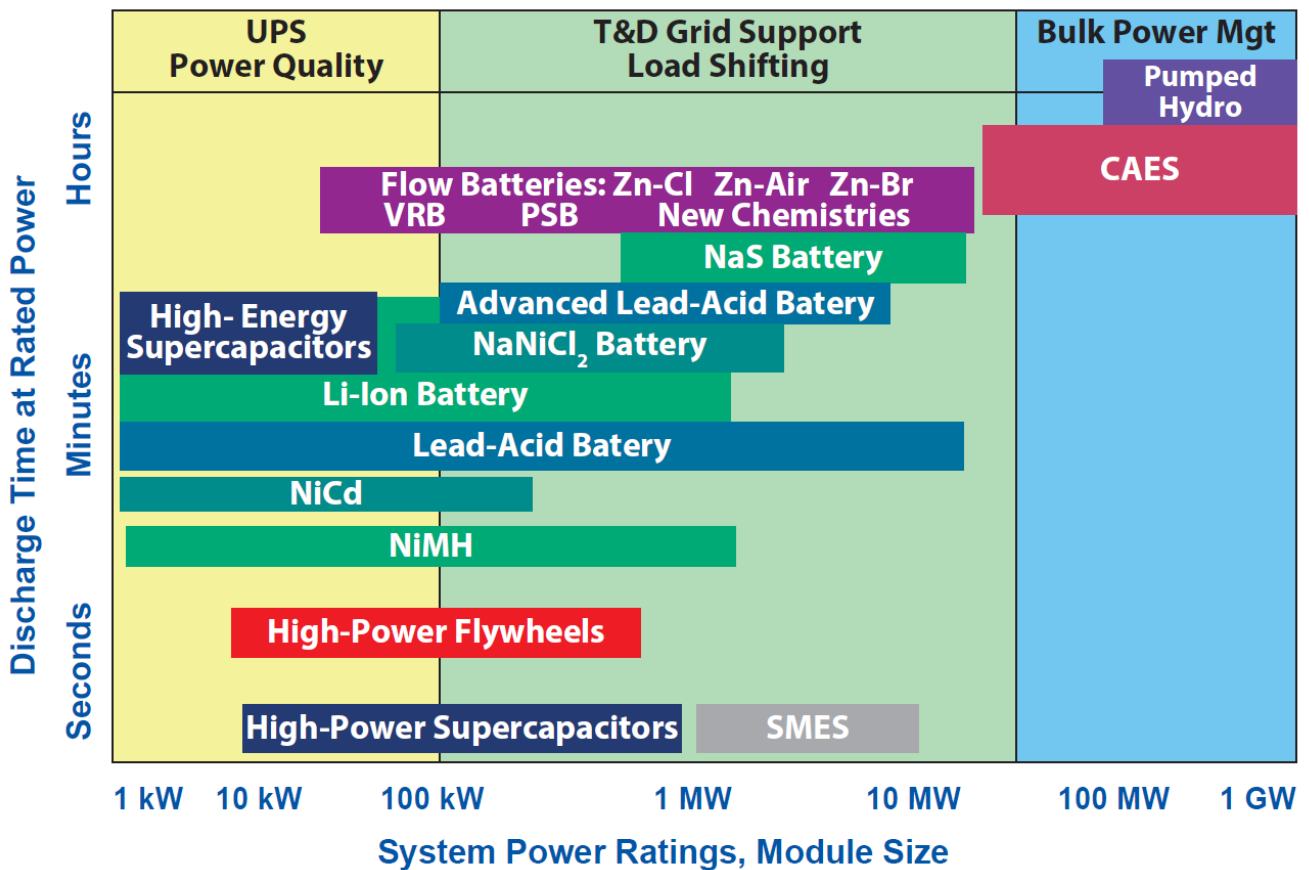 UPS
Power Quality
T&D Grid Support
Load Shifting
Bulk Power Mgt
Pumped
Hydro
CAES
Flow Batteries: Zn-Cl Zn-Air Zn-Br
VRB PSB New Chemistries
NaS Battery
Advanced Lead-Acid Batery
High- Energy
Supercapacitors
NaNiCl₂ Battery
Li-Ion Battery
Lead-Acid Batery
NiCd
NiMH
High-Power Flywheels
High-Power Supercapacitors
SMES
Discharge Time at Rated Power
Hours
Minutes
Seconds
1 kW 10 kW 100 kW 1 MW 10 MW 100 MW 1 GW
System Power Ratings, Module Size